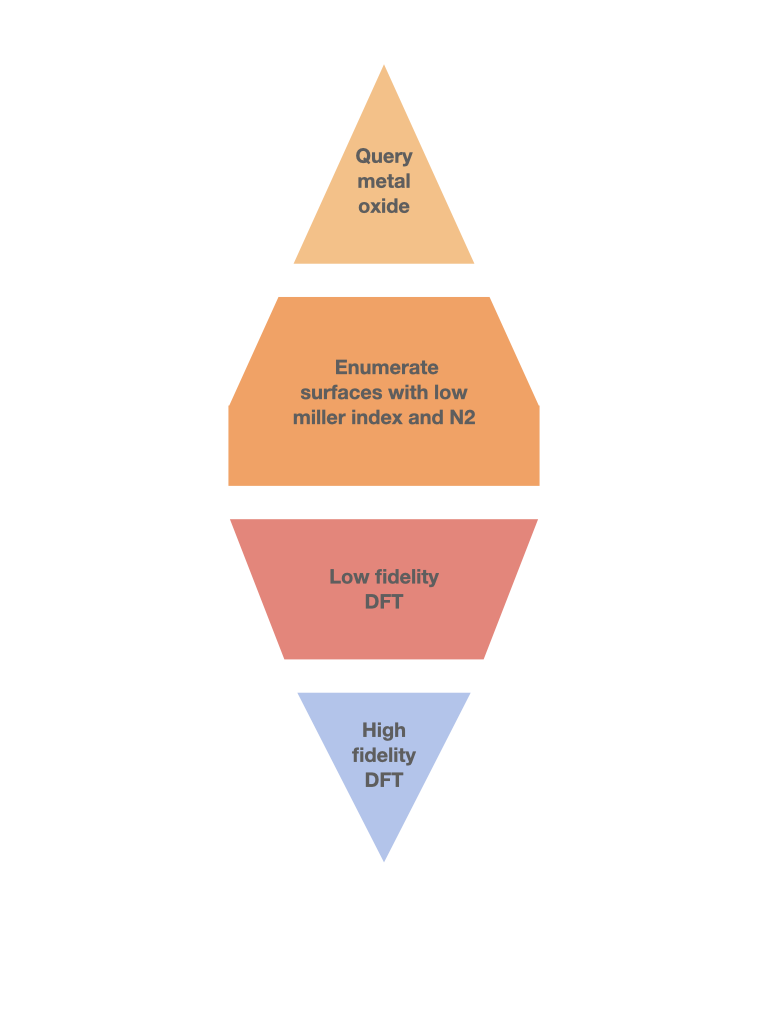 Query
metal
oxide
Enumerate
surfaces with low
miller index and N2
Low fidelity
DFT
High
fidelity
DFT